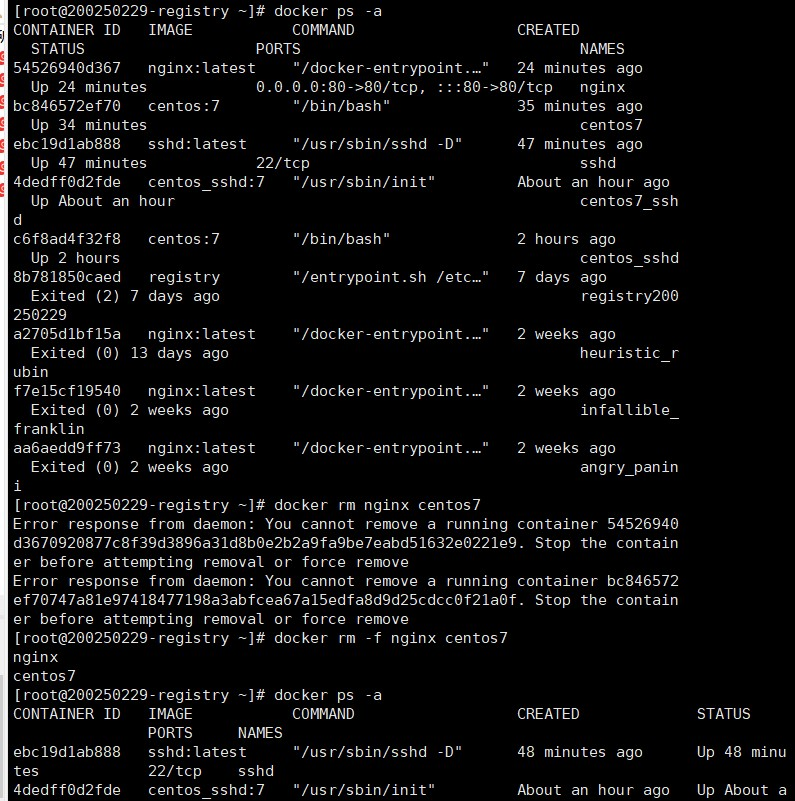 [root@200250229-registry ~]# docker ps -a
CONTAINER ID   IMAGE           COMMAND                  CREATED
  STATUS                   PORTS                               NAMES
54526940d367   nginx:latest    "/docker-entrypoint.…"   24 minutes ago
  Up 24 minutes            0.0.0.0:80->80/tcp, :::80->80/tcp   nginx
bc846572ef70   centos:7        "/bin/bash"              35 minutes ago
  Up 34 minutes                                                centos7
ebc19d1ab888   sshd:latest     "/usr/sbin/sshd -D"      47 minutes ago
  Up 47 minutes            22/tcp                              sshd
4dedff0d2fde   centos_sshd:7   "/usr/sbin/init"         About an hour ago
  Up About an hour                                             centos7_ssh
d
c6f8ad4f32f8   centos:7        "/bin/bash"              2 hours ago
  Up 2 hours                                                   centos_sshd
8b781850caed   registry        "/entrypoint.sh /etc…"   7 days ago
  Exited (2) 7 days ago                                        registry200
250229
a2705d1bf15a   nginx:latest    "/docker-entrypoint.…"   2 weeks ago
  Exited (0) 13 days ago                                       heuristic_r
ubin
f7e15cf19540   nginx:latest    "/docker-entrypoint.…"   2 weeks ago
  Exited (0) 2 weeks ago                                       infallible_
franklin
aa6aedd9ff73   nginx:latest    "/docker-entrypoint.…"   2 weeks ago
  Exited (0) 2 weeks ago                                       angry_panin
i
[root@200250229-registry ~]# docker rm nginx centos7
Error response from daemon: You cannot remove a running container 54526940
d3670920877c8f39d3896a31d8b0e2b2a9fa9be7eabd51632e0221e9. Stop the contain
er before attempting removal or force remove
Error response from daemon: You cannot remove a running container bc846572
ef70747a81e97418477198a3abfcea67a15edfa8d9d25cdcc0f21a0f. Stop the contain
er before attempting removal or force remove
[root@200250229-registry ~]# docker rm -f nginx centos7
nginx
centos7
[root@200250229-registry ~]# docker ps -a
CONTAINER ID   IMAGE           COMMAND                  CREATED             STATUS
               PORTS     NAMES
ebc19d1ab888   sshd:latest     "/usr/sbin/sshd -D"      48 minutes ago      Up 48 minu
tes            22/tcp    sshd
4dedff0d2fde   centos_sshd:7   "/usr/sbin/init"         About an hour ago   Up About a